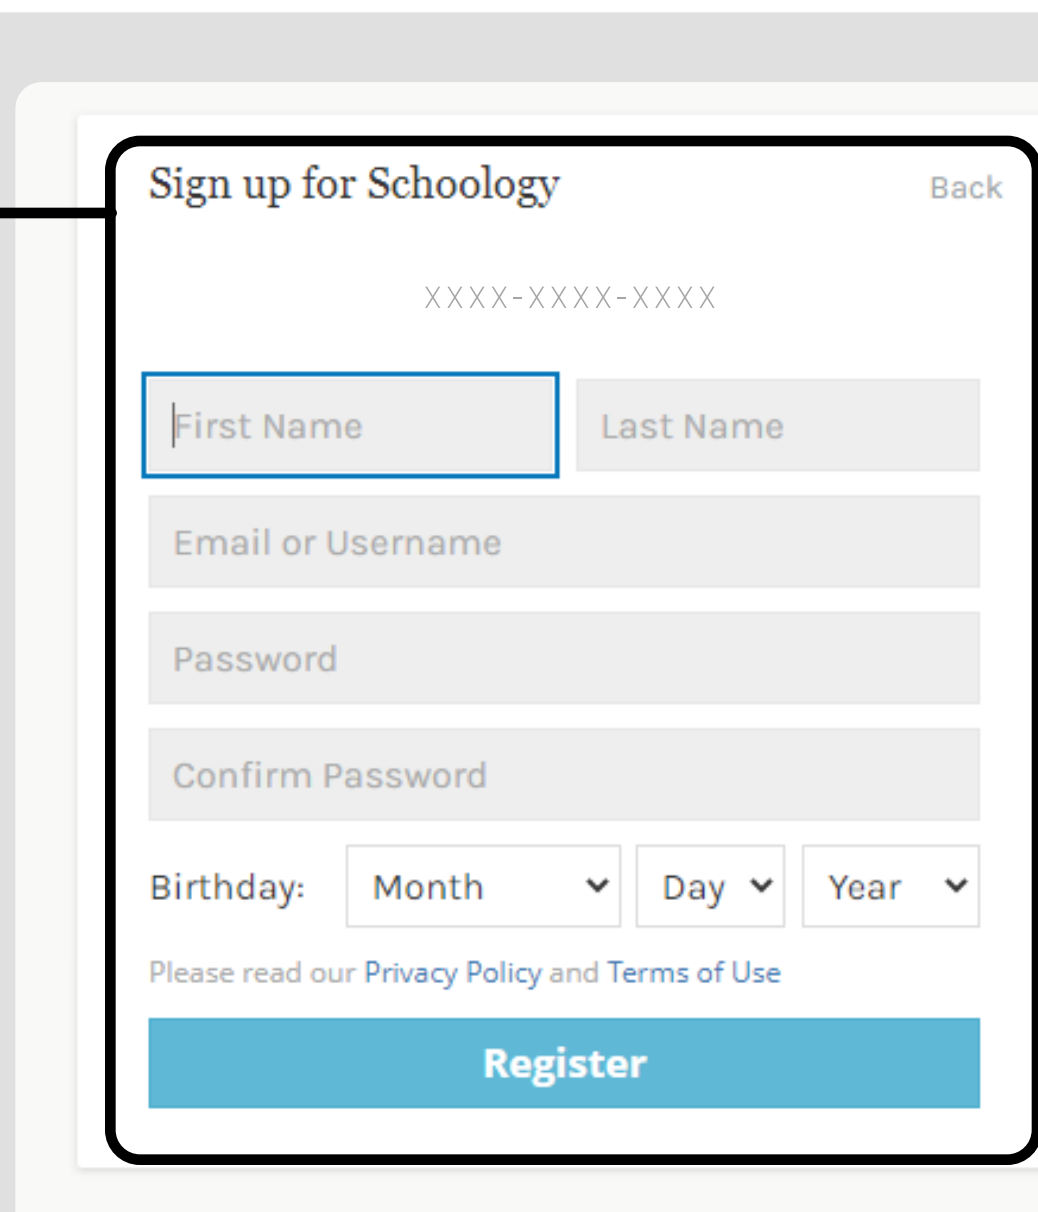 Sign up for Schoology Back
XXXX-XXXX-XXXX
First Name Last Name
Email or Username
Password
Confirm Password
Birthday: Month Day Year
Please read our Privacy Policy and Terms of Use
Register